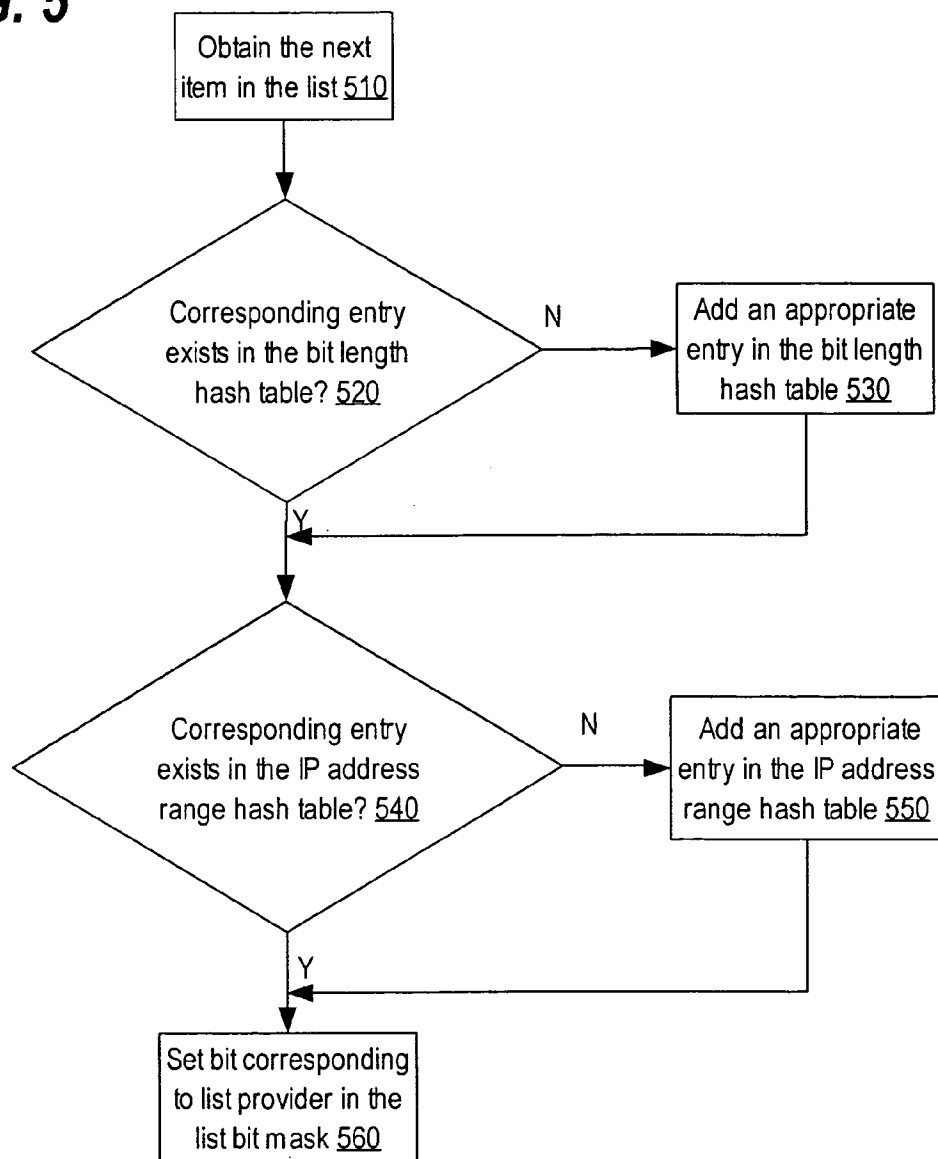 G. 5
Obtain the next
item in the list 510
Corresponding entry
exists in the bit length
hash table? 520
N
Add an appropriate
entry in the bit length
hash table 530
Y
Corresponding entry
exists in the IP address
range hash table? 540
N
Add an appropriate
entry in the IP address
range hash table 550
Y
Set bit corresponding
to list provider in the
list bit mask 560